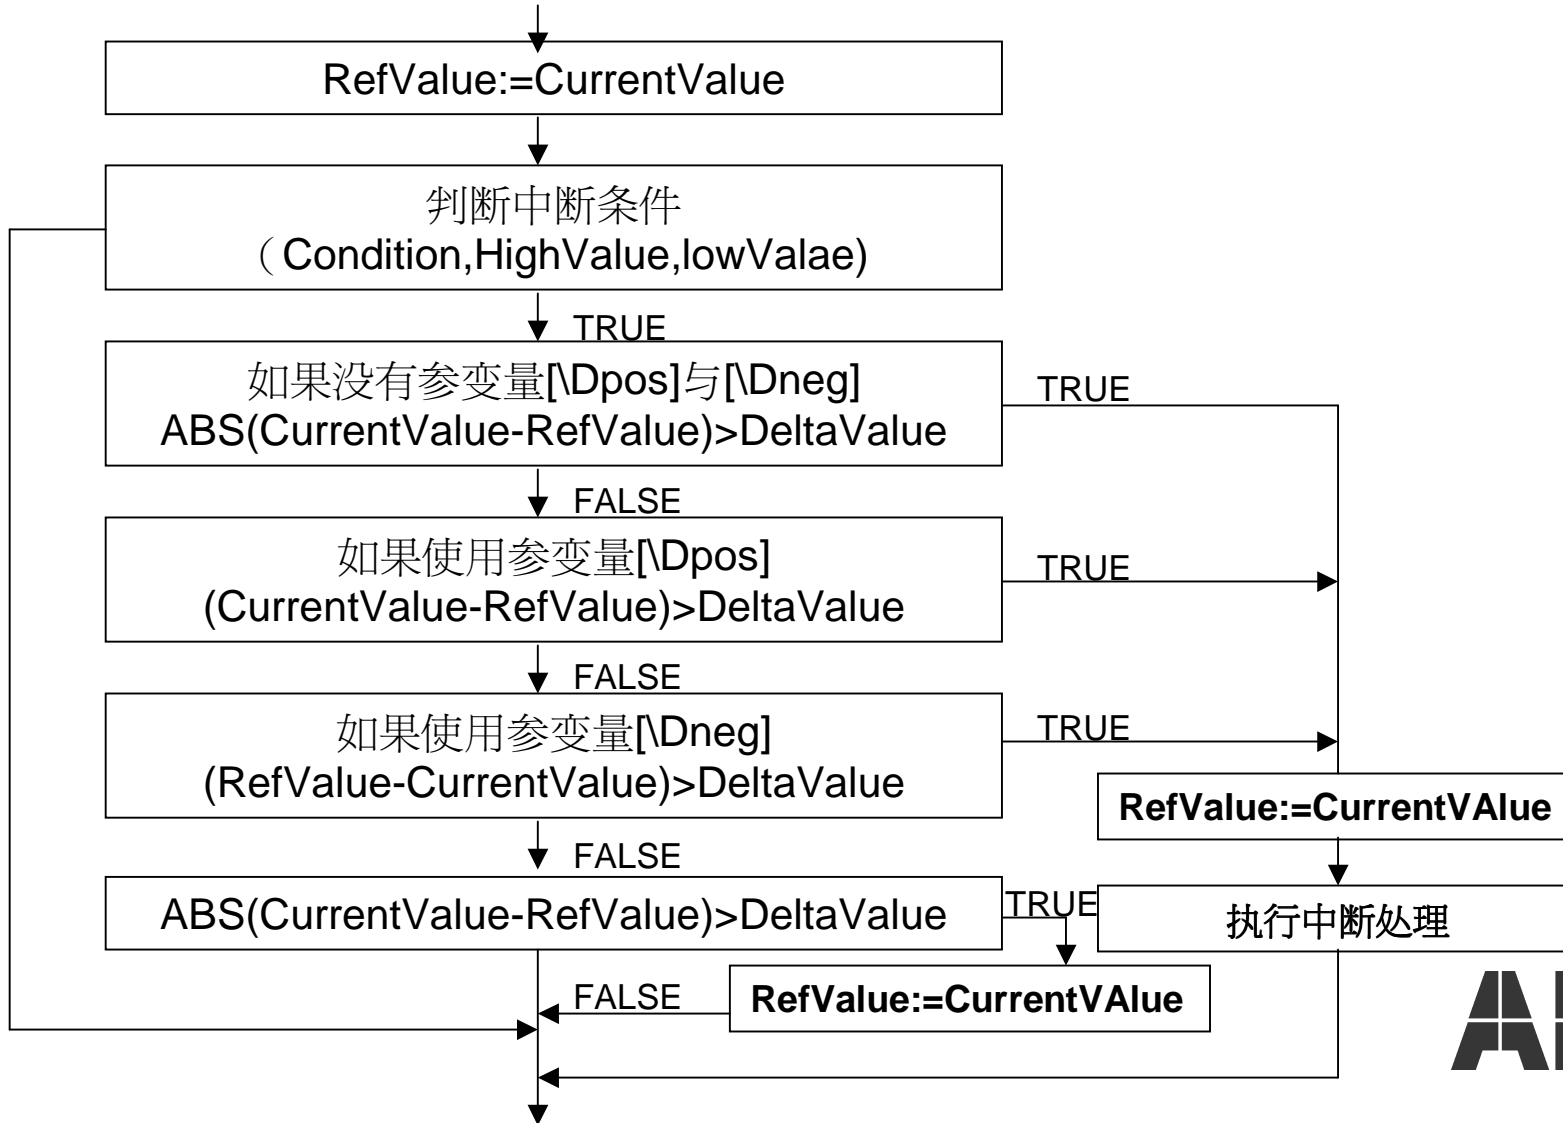 RefValue:=CurrentValue
判断中断条件
（Condition,HighValue,lowValae)
TRUE
如果没有参变量[\Dpos]与[\Dneg]
ABS(CurrentValue-RefValue)>DeltaValue
TRUE
FALSE
如果使用参变量[\Dpos]
(CurrentValue-RefValue)>DeltaValue
TRUE
FALSE
如果使用参变量[\Dneg]
(RefValue-CurrentValue)>DeltaValue
TRUE
RefValue:=CurrentVAlue
FALSE
ABS(CurrentValue-RefValue)>DeltaValue
TRUE
执行中断处理
FALSE
RefValue:=CurrentVAlue